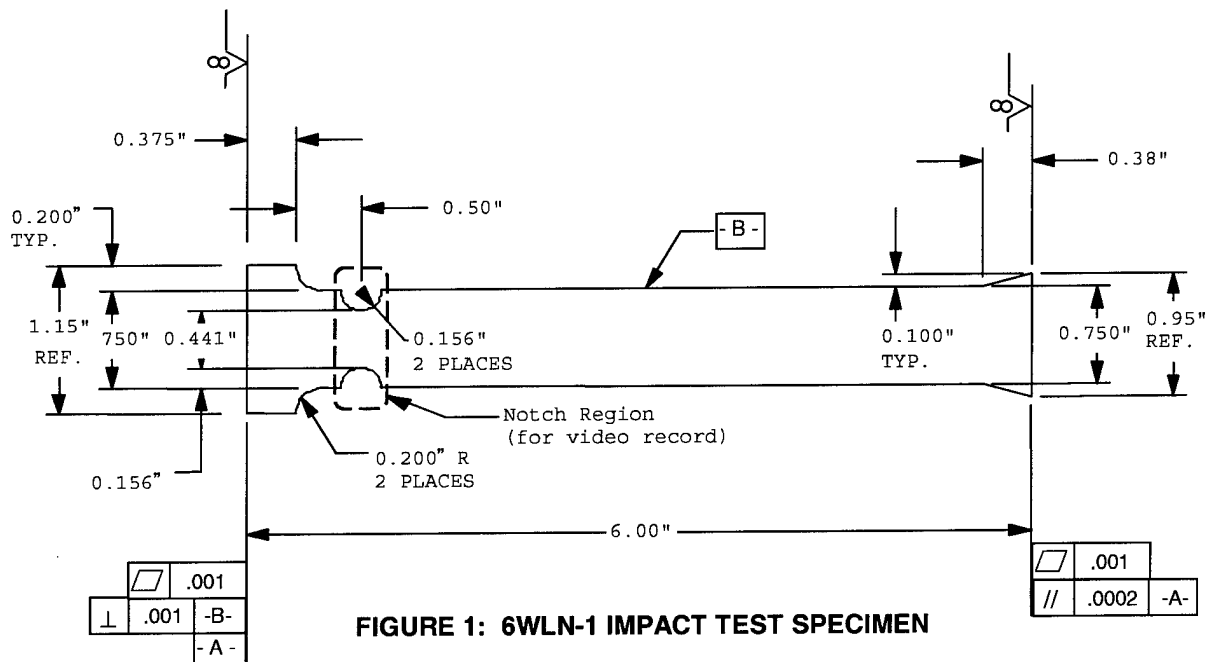 8
8
0.375"
0.38"
0.200"
TYP.
0.50"
- B -
1.15"
REF.
750"
0.441"
0.156"
2 PLACES
0.100"
TYP.
0.750"
0.95"
REF.
Notch Region
(for video record)
0.156"
0.200" R
2 PLACES
6.00"
▱ .001
⊥ .001 -B-
- A -
▱ .001
// .0002 -A-
FIGURE 1: 6WLN-1 IMPACT TEST SPECIMEN